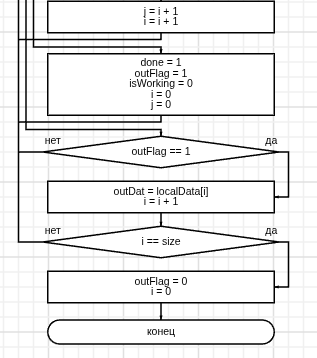 j = i + 1
i = i + 1
done = 1
outFlag = 1
isWorking = 0
i = 0
j = 0
нет
да
outFlag == 1
outDat = localData[i]
i = i + 1
нет
да
i == size
outFlag = 0
i = 0
конец